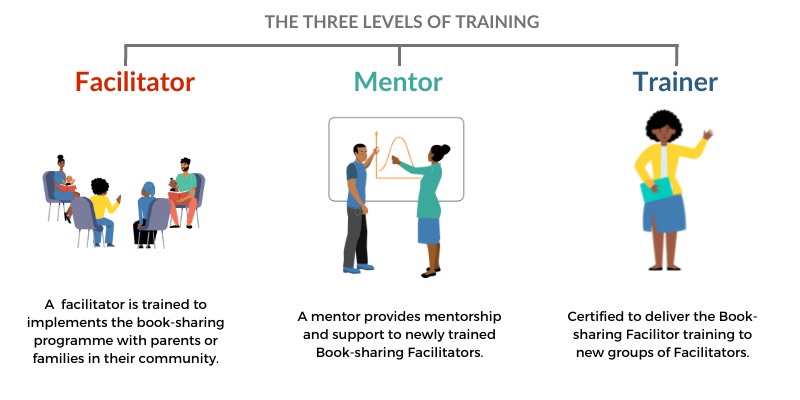 THE THREE LEVELS OF TRAINING
Facilitator
Mentor
Trainer
A facilitator is trained to
implements the book-sharing
programme with parents or
families in their community.
A mentor provides mentorship
and support to newly trained
Book-sharing Facilitators.
Certified to deliver the Book-
sharing Facilitor training to
new groups of Facilitators.